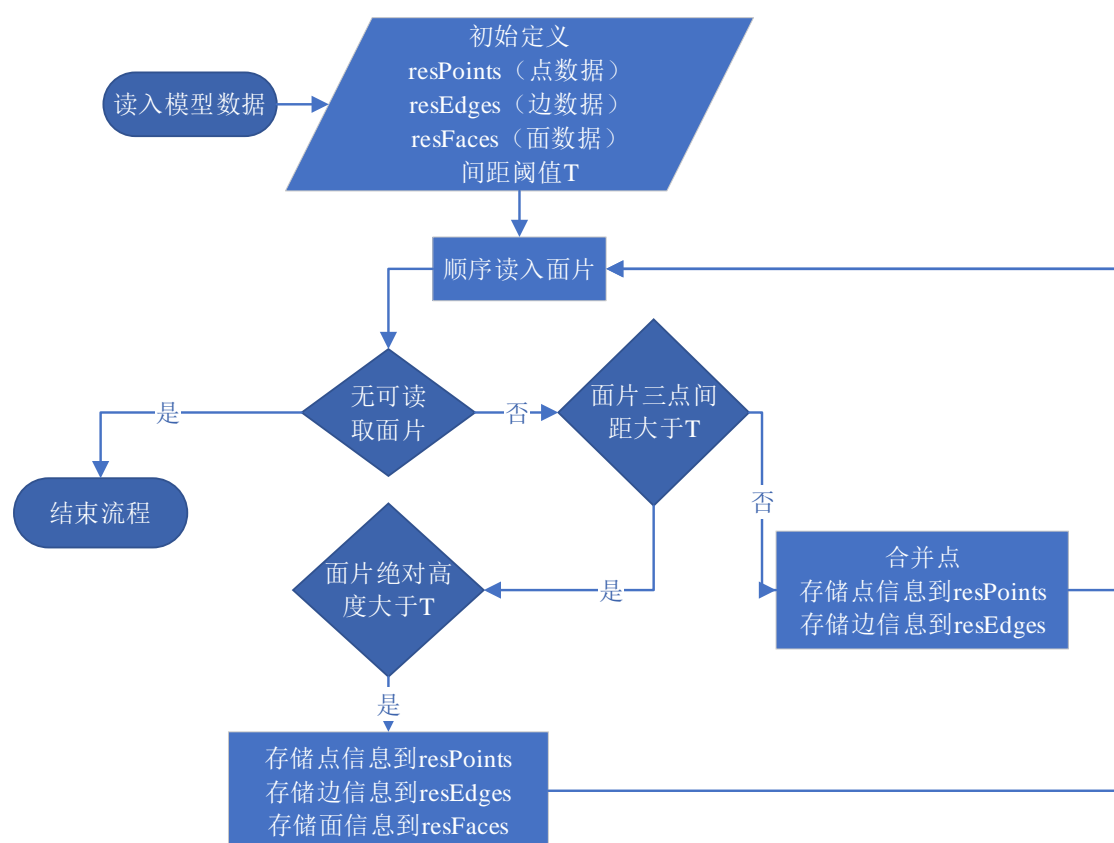 读入模型数据
初始定义
resPoints（点数据）
resEdges（边数据）
resFaces（面数据）
间距阈值T
顺序读入面片
无可读
取面片
是
否
面片三点间
距大于T
结束流程
否
是
面片绝对高
度大于T
合并点
存储点信息到resPoints
存储边信息到resEdges
是
存储点信息到resPoints
存储边信息到resEdges
存储面信息到resFaces